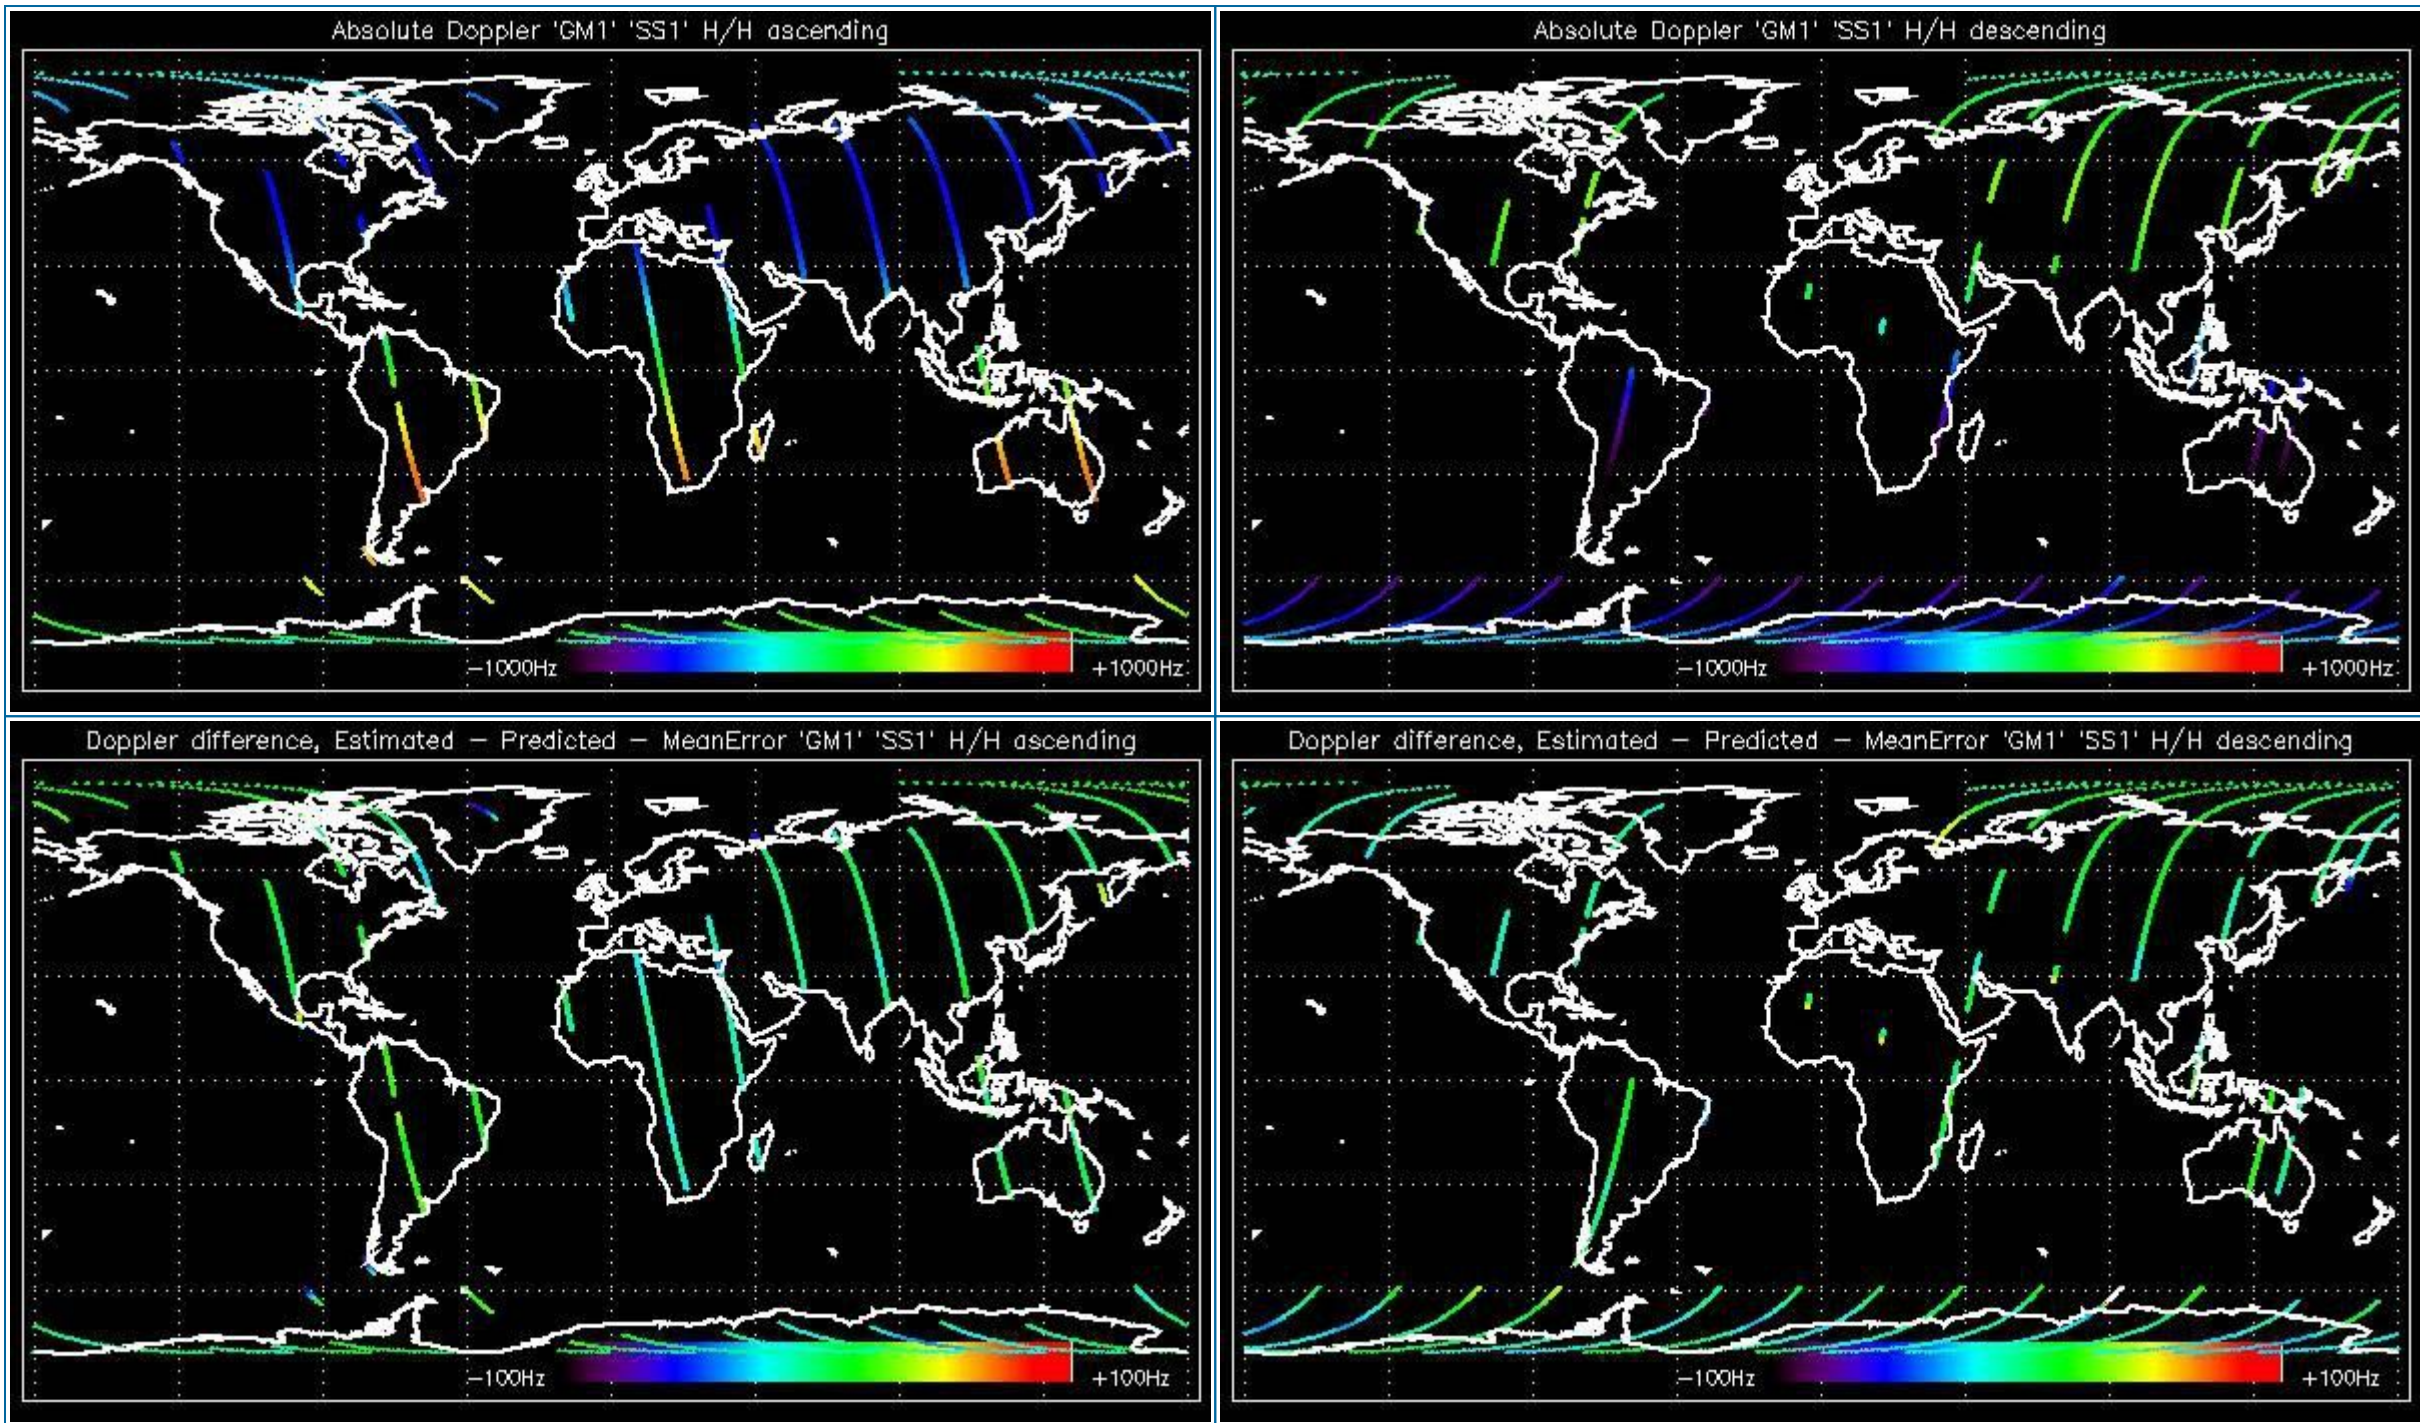 Absolute Doppler 'GM1' 'SS1' H/H ascending
-1000Hz
+1000Hz
Absolute Doppler 'GM1' 'SS1' H/H descending
-1000Hz
+1000Hz
Doppler difference, Estimated - Predicted - MeanError 'GM1' 'SS1' H/H ascending
-100Hz
+100Hz
Doppler difference, Estimated - Predicted - MeanError 'GM1' 'SS1' H/H descending
-100Hz
+100Hz